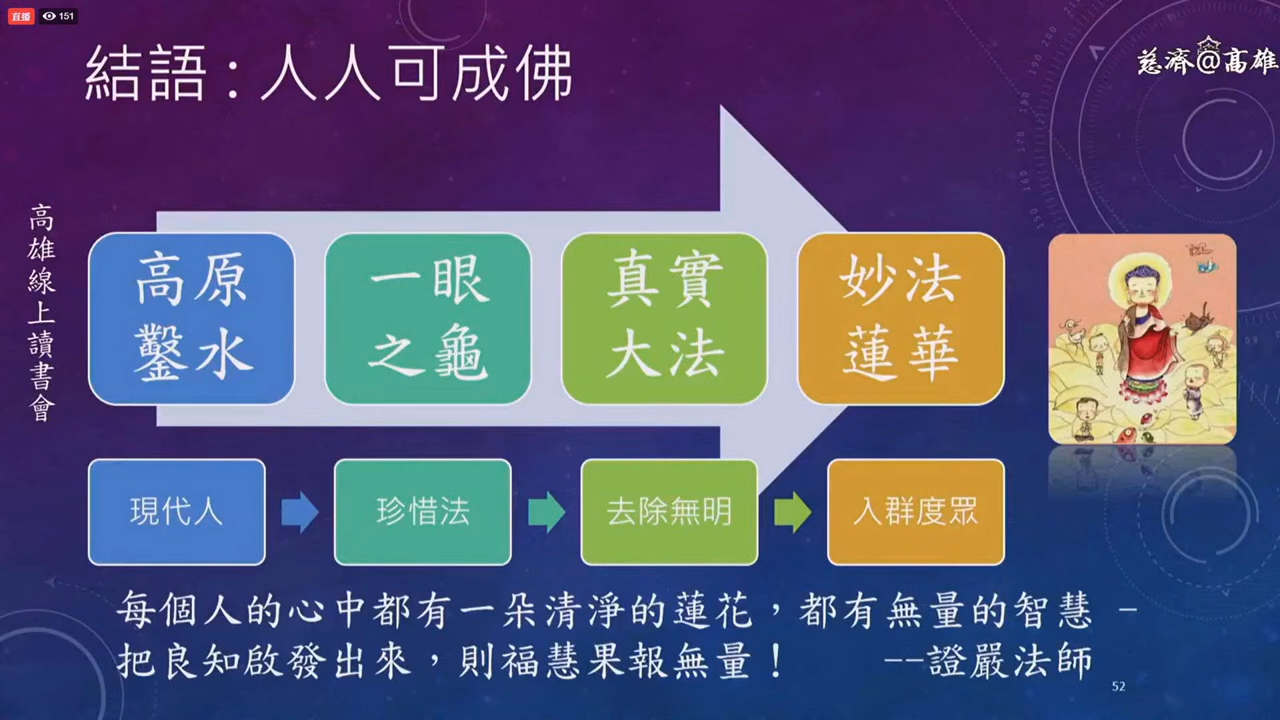 直播 151
結語:人人可成佛
慈濟@高雄
高雄線上讀書會
高原
鑿水
一眼
之龜
真實
大法
妙法
蓮華
現代人
珍惜法
去除無明
入群度眾
每個人的心中都有一朵清淨的蓮花,都有無量的智慧 –
把良知啟發出來,則福慧果報無量! --證嚴法師
52